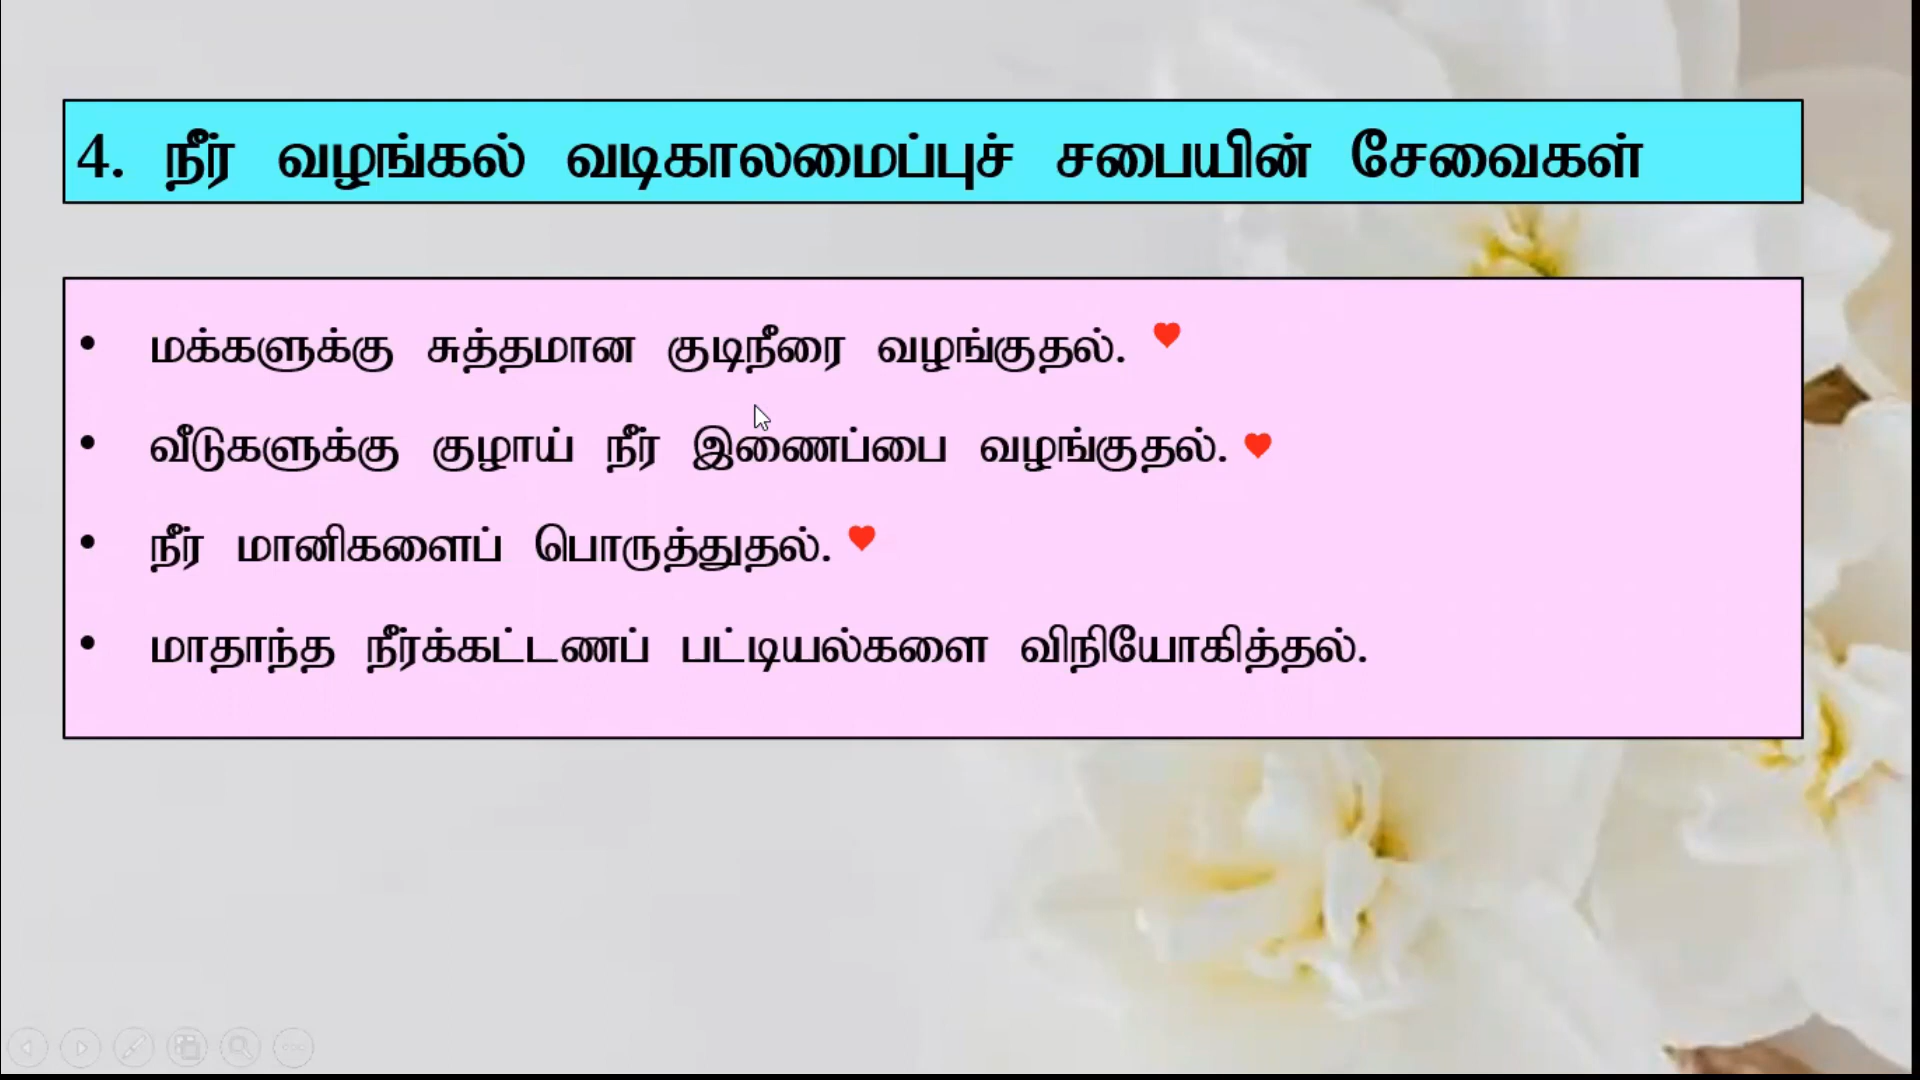 4. நீர் வழங்கல் வடிகாலமைப்புச் சபையின் சேவைகள்
• மக்களுக்கு சுத்தமான குடிநீரை வழங்குதல்.
• வீடுகளுக்கு குழாய் நீர் இணைப்பை வழங்குதல்.
• நீர் மானிகளைப் பொருத்துதல்.
• மாதாந்த நீர்க்கட்டணப் பட்டியல்களை விநியோகித்தல்.